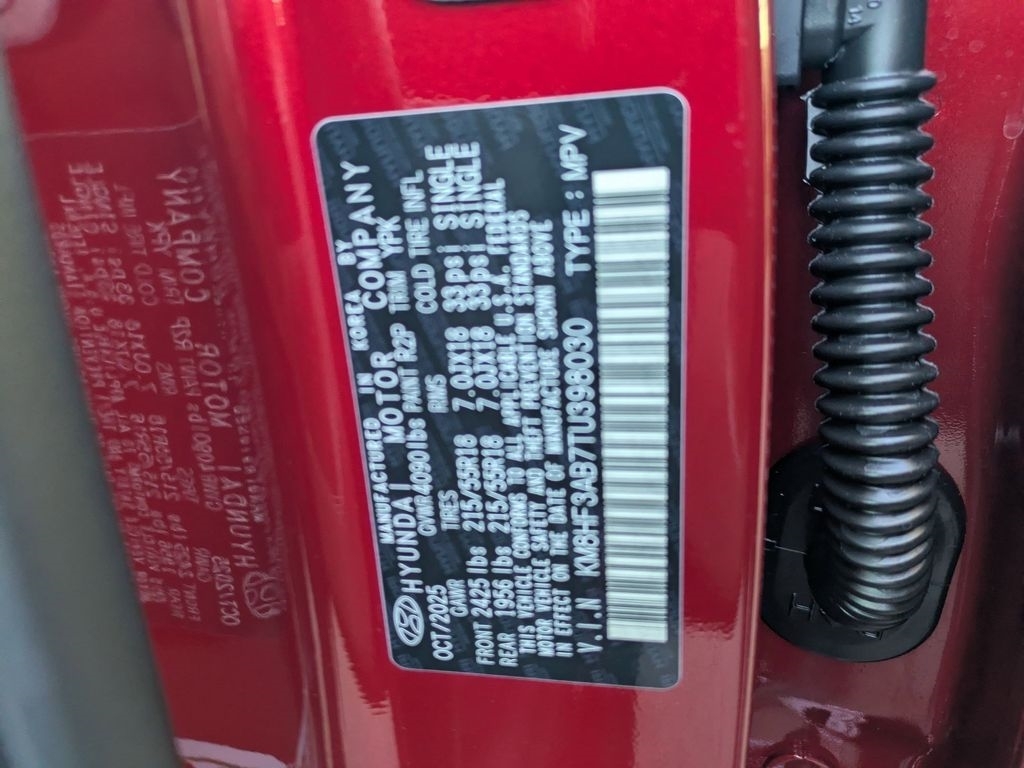 MANUFACTURED IN KOREA BY
HYUNDAI MOTOR COMPANY
OCT/2025 GVWR4090lbs PAINT R2P TRIM YPK
GAWR TIRES RIMS COLD TIRE INFL
FRONT 2425 lbs 215/55R18 7.0JX18 33psi SINGLE
REAR 1956 lbs 215/55R18 7.0JX18 33psi SINGLE
THIS VEHICLE CONFORMS TO ALL APPLICABLE U.S.A. FEDERAL
MOTOR VEHICLE SAFETY AND THEFT PREVENTION STANDARDS
IN EFFECT ON THE DATE OF MANUFACTURE SHOWN ABOVE
V.I.N KM8HF3AB7TU398030 TYPE : MPV